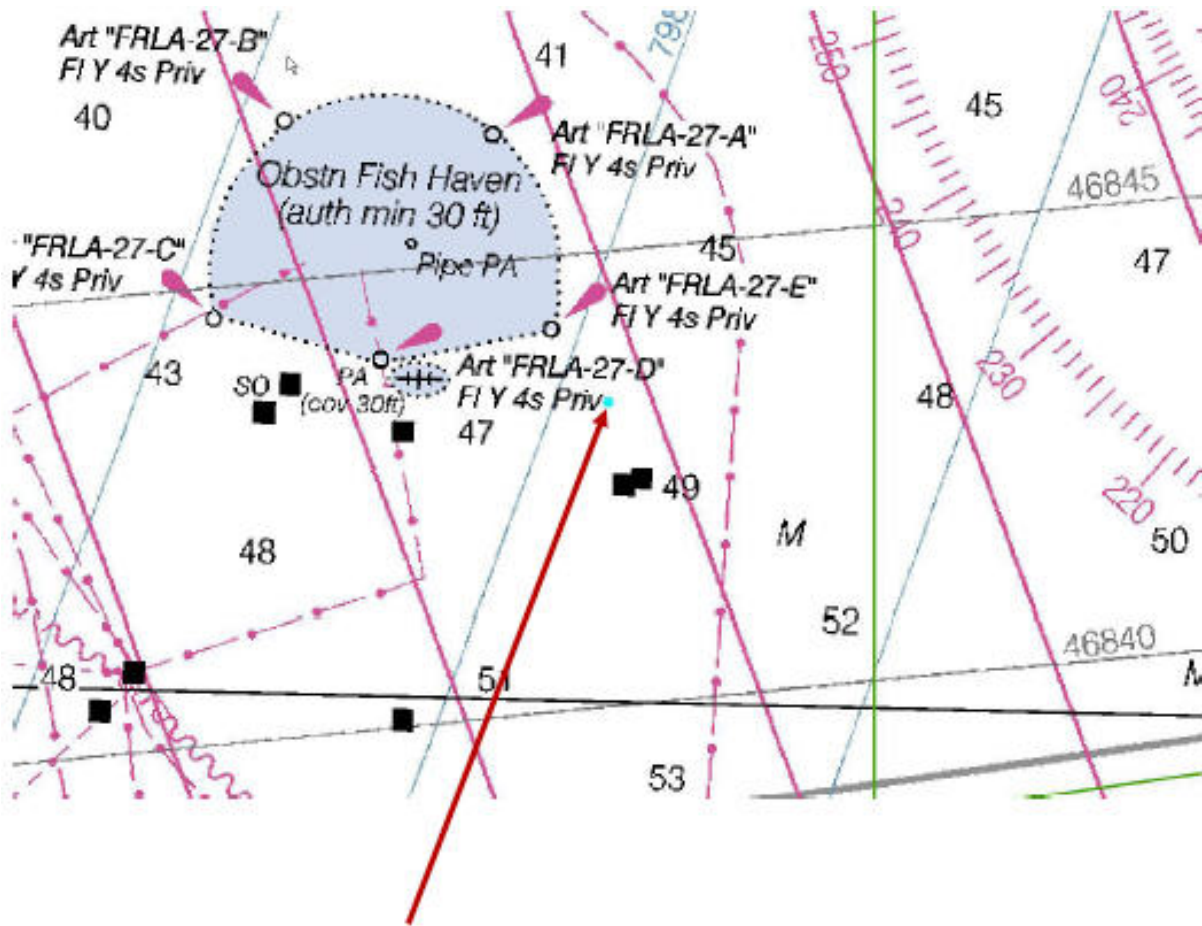 Art "FRLA-27-B"
Fl Y 4s Priv
40
41
798
250
240
45
Art "FRLA-27-A"
Fl Y 4s Priv
Obstn Fish Haven
(auth min 30 ft)
Pipe PA
46845
240
45
47
"FRLA-27-C"
Y 4s Priv
Art "FRLA-27-E"
Fl Y 4s Priv
43
SO
PA
(cov 30ft)
Art "FRLA-27-D"
Fl Y 4s Priv
47
230
48
49
220
48
M
50
52
46840
48
51
M
53